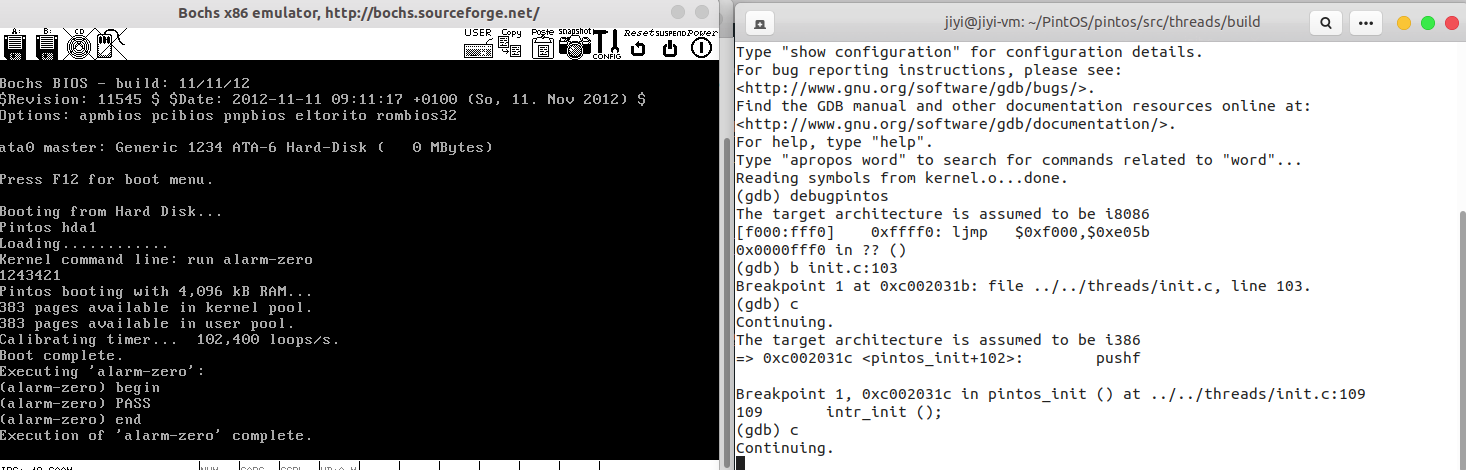 Bochs x86 emulator, http://bochs.sourceforge.net/
A: B: CD
USER Copy Paste snapshot CONFIG Reset SUSPEND Power
Bochs BIOS - build: 11/11/12
$Revision: 11545 $ $Date: 2012-11-11 09:11:17 +0100 (So, 11. Nov 2012) $
Options: apmbios pcibios pnpbios eltorito rombios32
ata0 master: Generic 1234 ATA-6 Hard-Disk (   0 MBytes)
Press F12 for boot menu.
Booting from Hard Disk...
Pintos hda1
Loading............
Kernel command line: run alarm-zero
1243421
Pintos booting with 4,096 kB RAM...
383 pages available in kernel pool.
383 pages available in user pool.
Calibrating timer...  102,400 loops/s.
Boot complete.
Executing 'alarm-zero':
(alarm-zero) begin
(alarm-zero) PASS
(alarm-zero) end
Execution of 'alarm-zero' complete.
jiyi@jiyi-vm: ~/PintOS/pintos/src/threads/build
Type "show configuration" for configuration details.
For bug reporting instructions, please see:
<http://www.gnu.org/software/gdb/bugs/>.
Find the GDB manual and other documentation resources online at:
<http://www.gnu.org/software/gdb/documentation/>.
For help, type "help".
Type "apropos word" to search for commands related to "word"...
Reading symbols from kernel.o...done.
(gdb) debugpintos
The target architecture is assumed to be i8086
[f000:fff0]    0xffff0: ljmp   $0xf000,$0xe05b
0x0000fff0 in ?? ()
(gdb) b init.c:103
Breakpoint 1 at 0xc002031b: file ../../threads/init.c, line 103.
(gdb) c
Continuing.
The target architecture is assumed to be i386
=> 0xc002031c <pintos_init+102>:        pushf
Breakpoint 1, 0xc002031c in pintos_init () at ../../threads/init.c:109
109       intr_init ();
(gdb) c
Continuing.